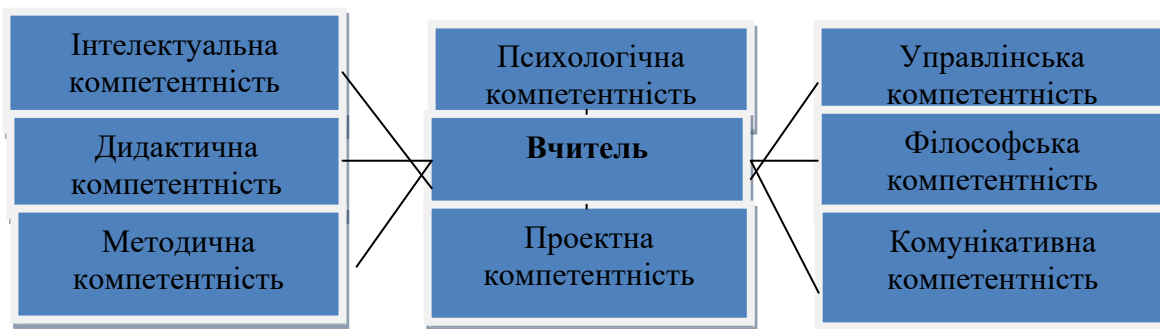 Інтелектуальна
компетентність
Психологічна
компетентність
Управлінська
компетентність
Дидактична
компетентність
Вчитель
Філософська
компетентність
Методична
компетентність
Проектна
компетентність
Комунікативна
компетентність